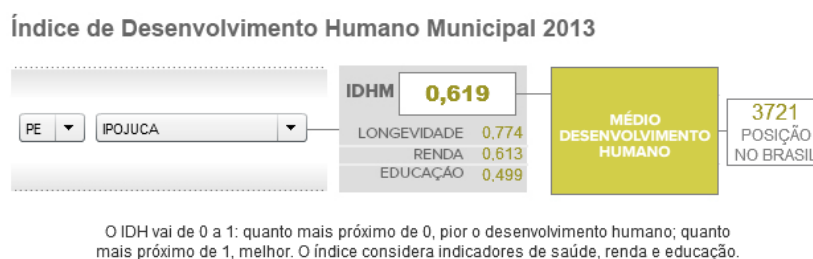 Índice de Desenvolvimento Humano Municipal 2013
PE
IPOJUCA
IDHM 0,619
LONGEVIDADE 0,774
RENDA 0,613
EDUCAÇÃO 0,499
MÉDIO
DESENVOLVIMENTO
HUMANO
3721
POSIÇÃO
NO BRASIL
O IDH vai de 0 a 1: quanto mais próximo de 0, pior o desenvolvimento humano; quanto
mais próximo de 1, melhor. O índice considera indicadores de saúde, renda e educação.